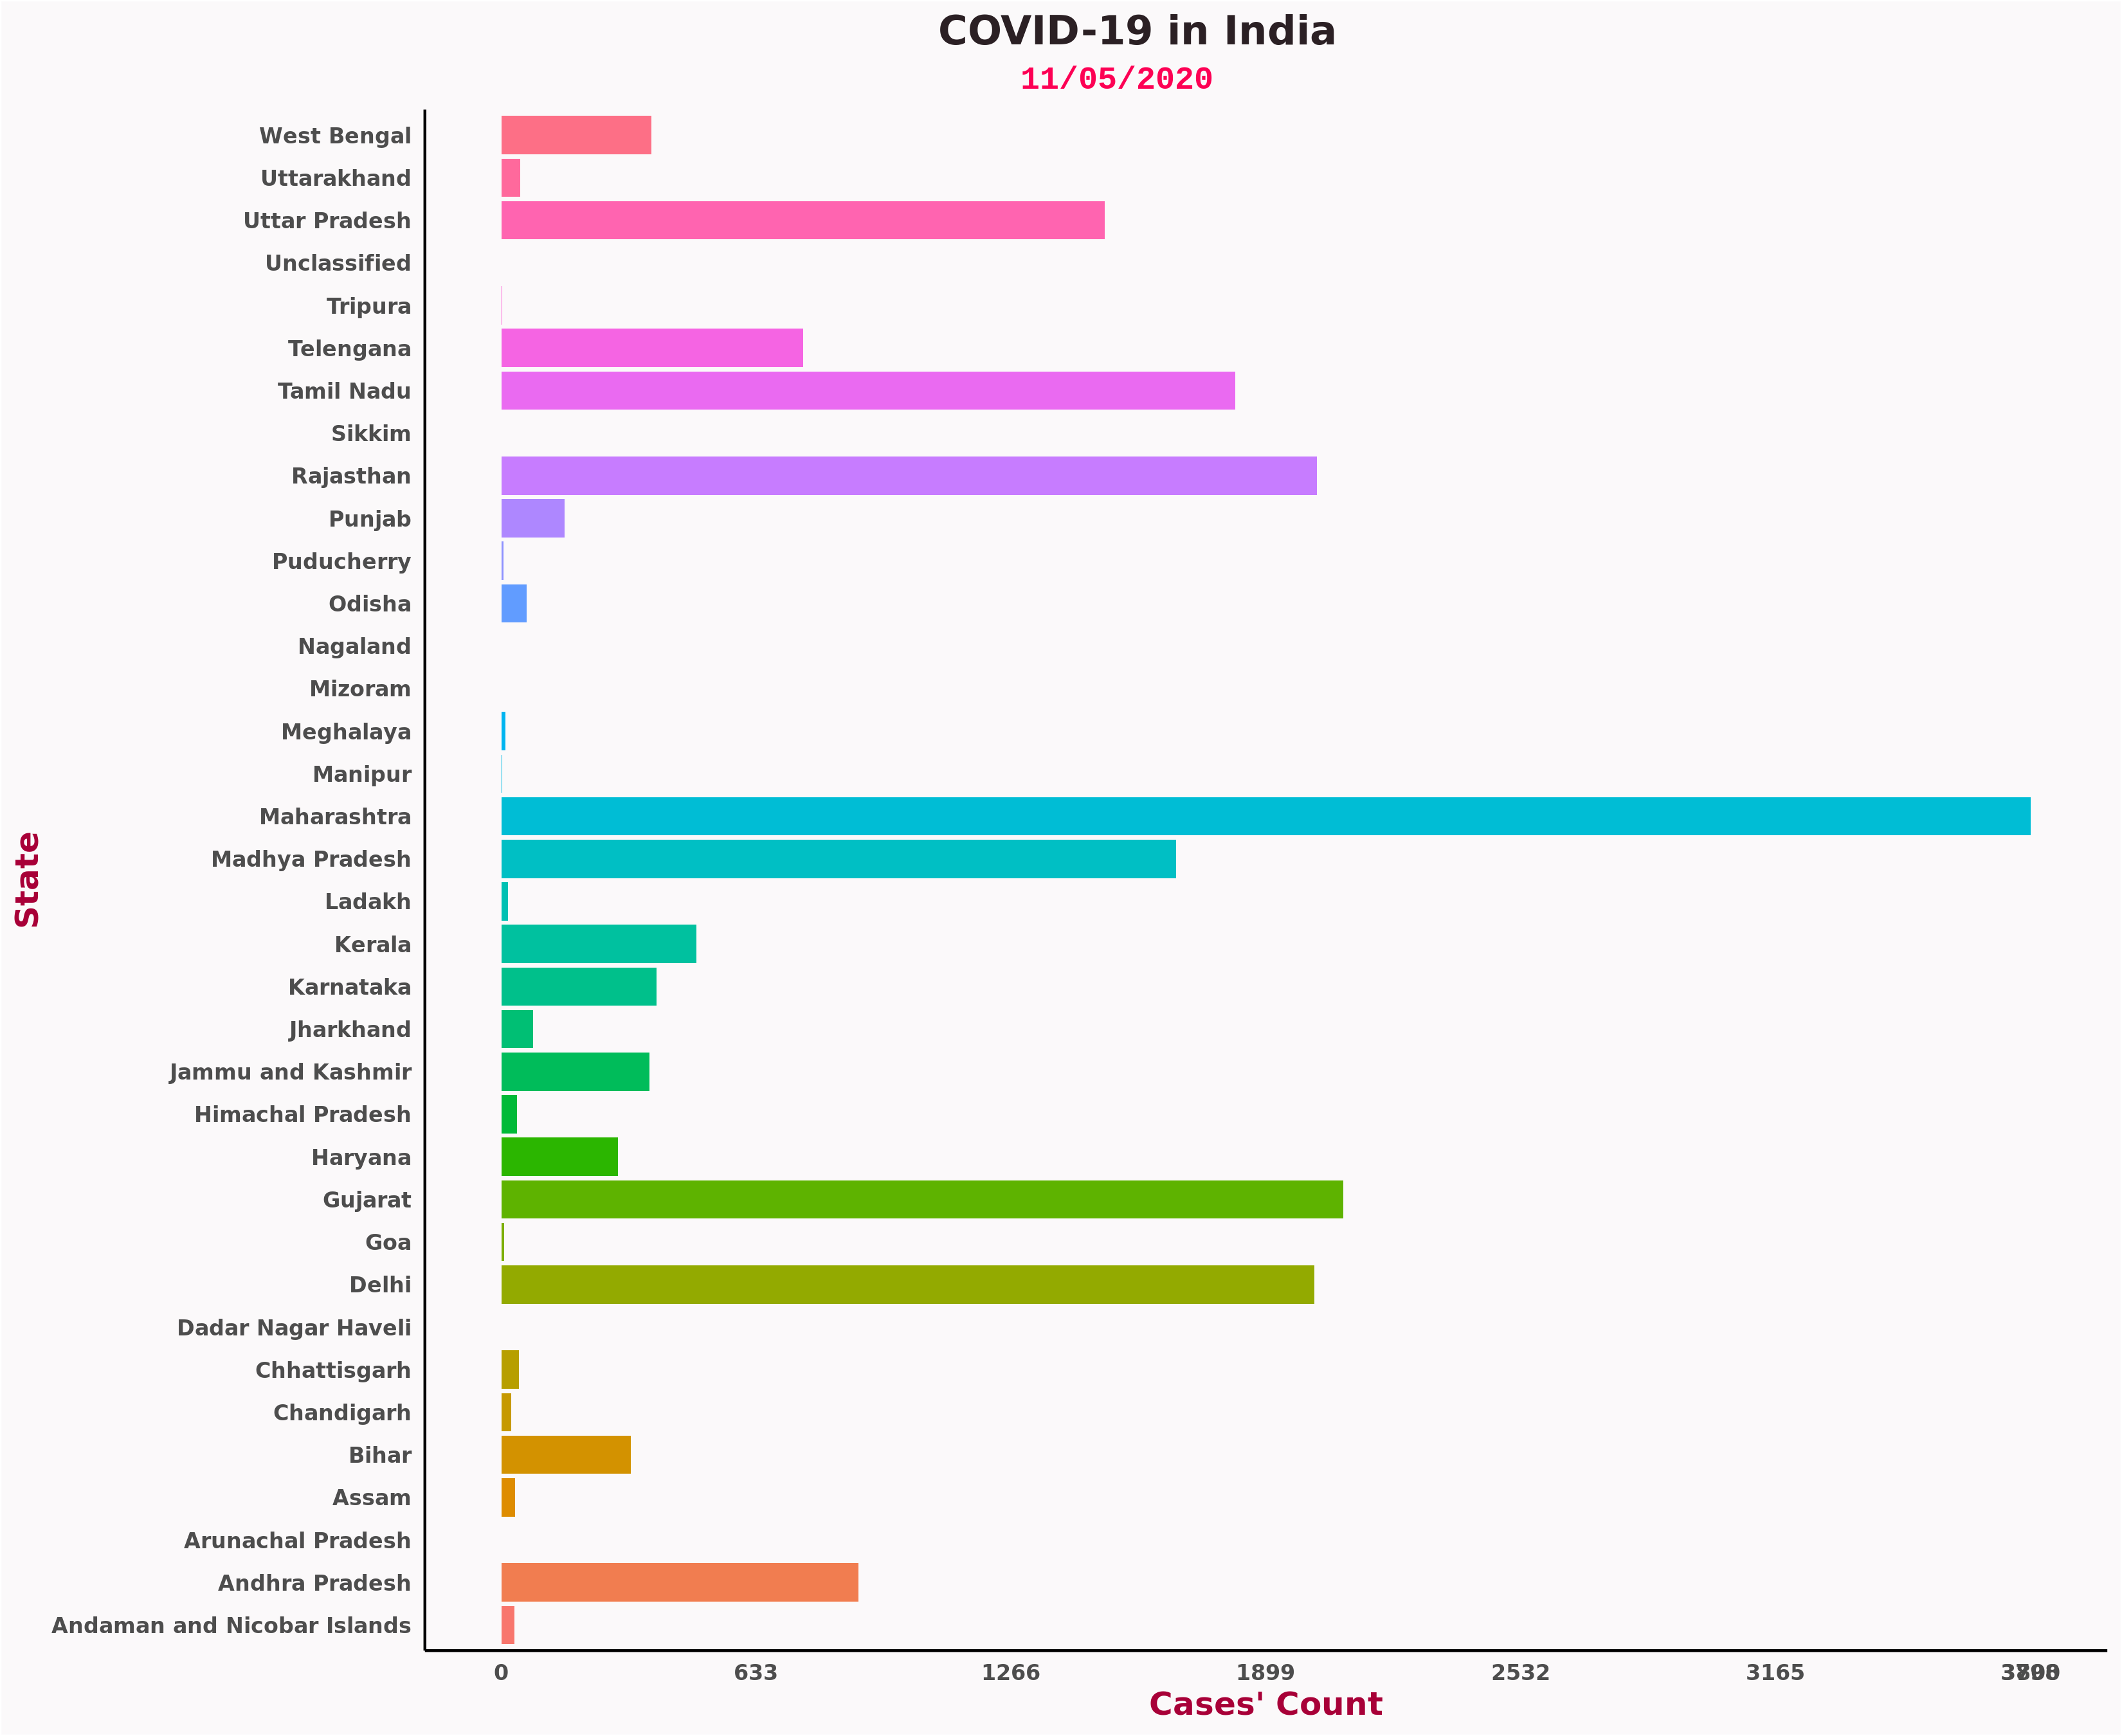 COVID-19 in India
11/05/2020
State
West Bengal
Uttarakhand
Uttar Pradesh
Unclassified
Tripura
Telengana
Tamil Nadu
Sikkim
Rajasthan
Punjab
Puducherry
Odisha
Nagaland
Mizoram
Meghalaya
Manipur
Maharashtra
Madhya Pradesh
Ladakh
Kerala
Karnataka
Jharkhand
Jammu and Kashmir
Himachal Pradesh
Haryana
Gujarat
Goa
Delhi
Dadar Nagar Haveli
Chhattisgarh
Chandigarh
Bihar
Assam
Arunachal Pradesh
Andhra Pradesh
Andaman and Nicobar Islands
0 633 1266 1899 2532 3165
Cases' Count